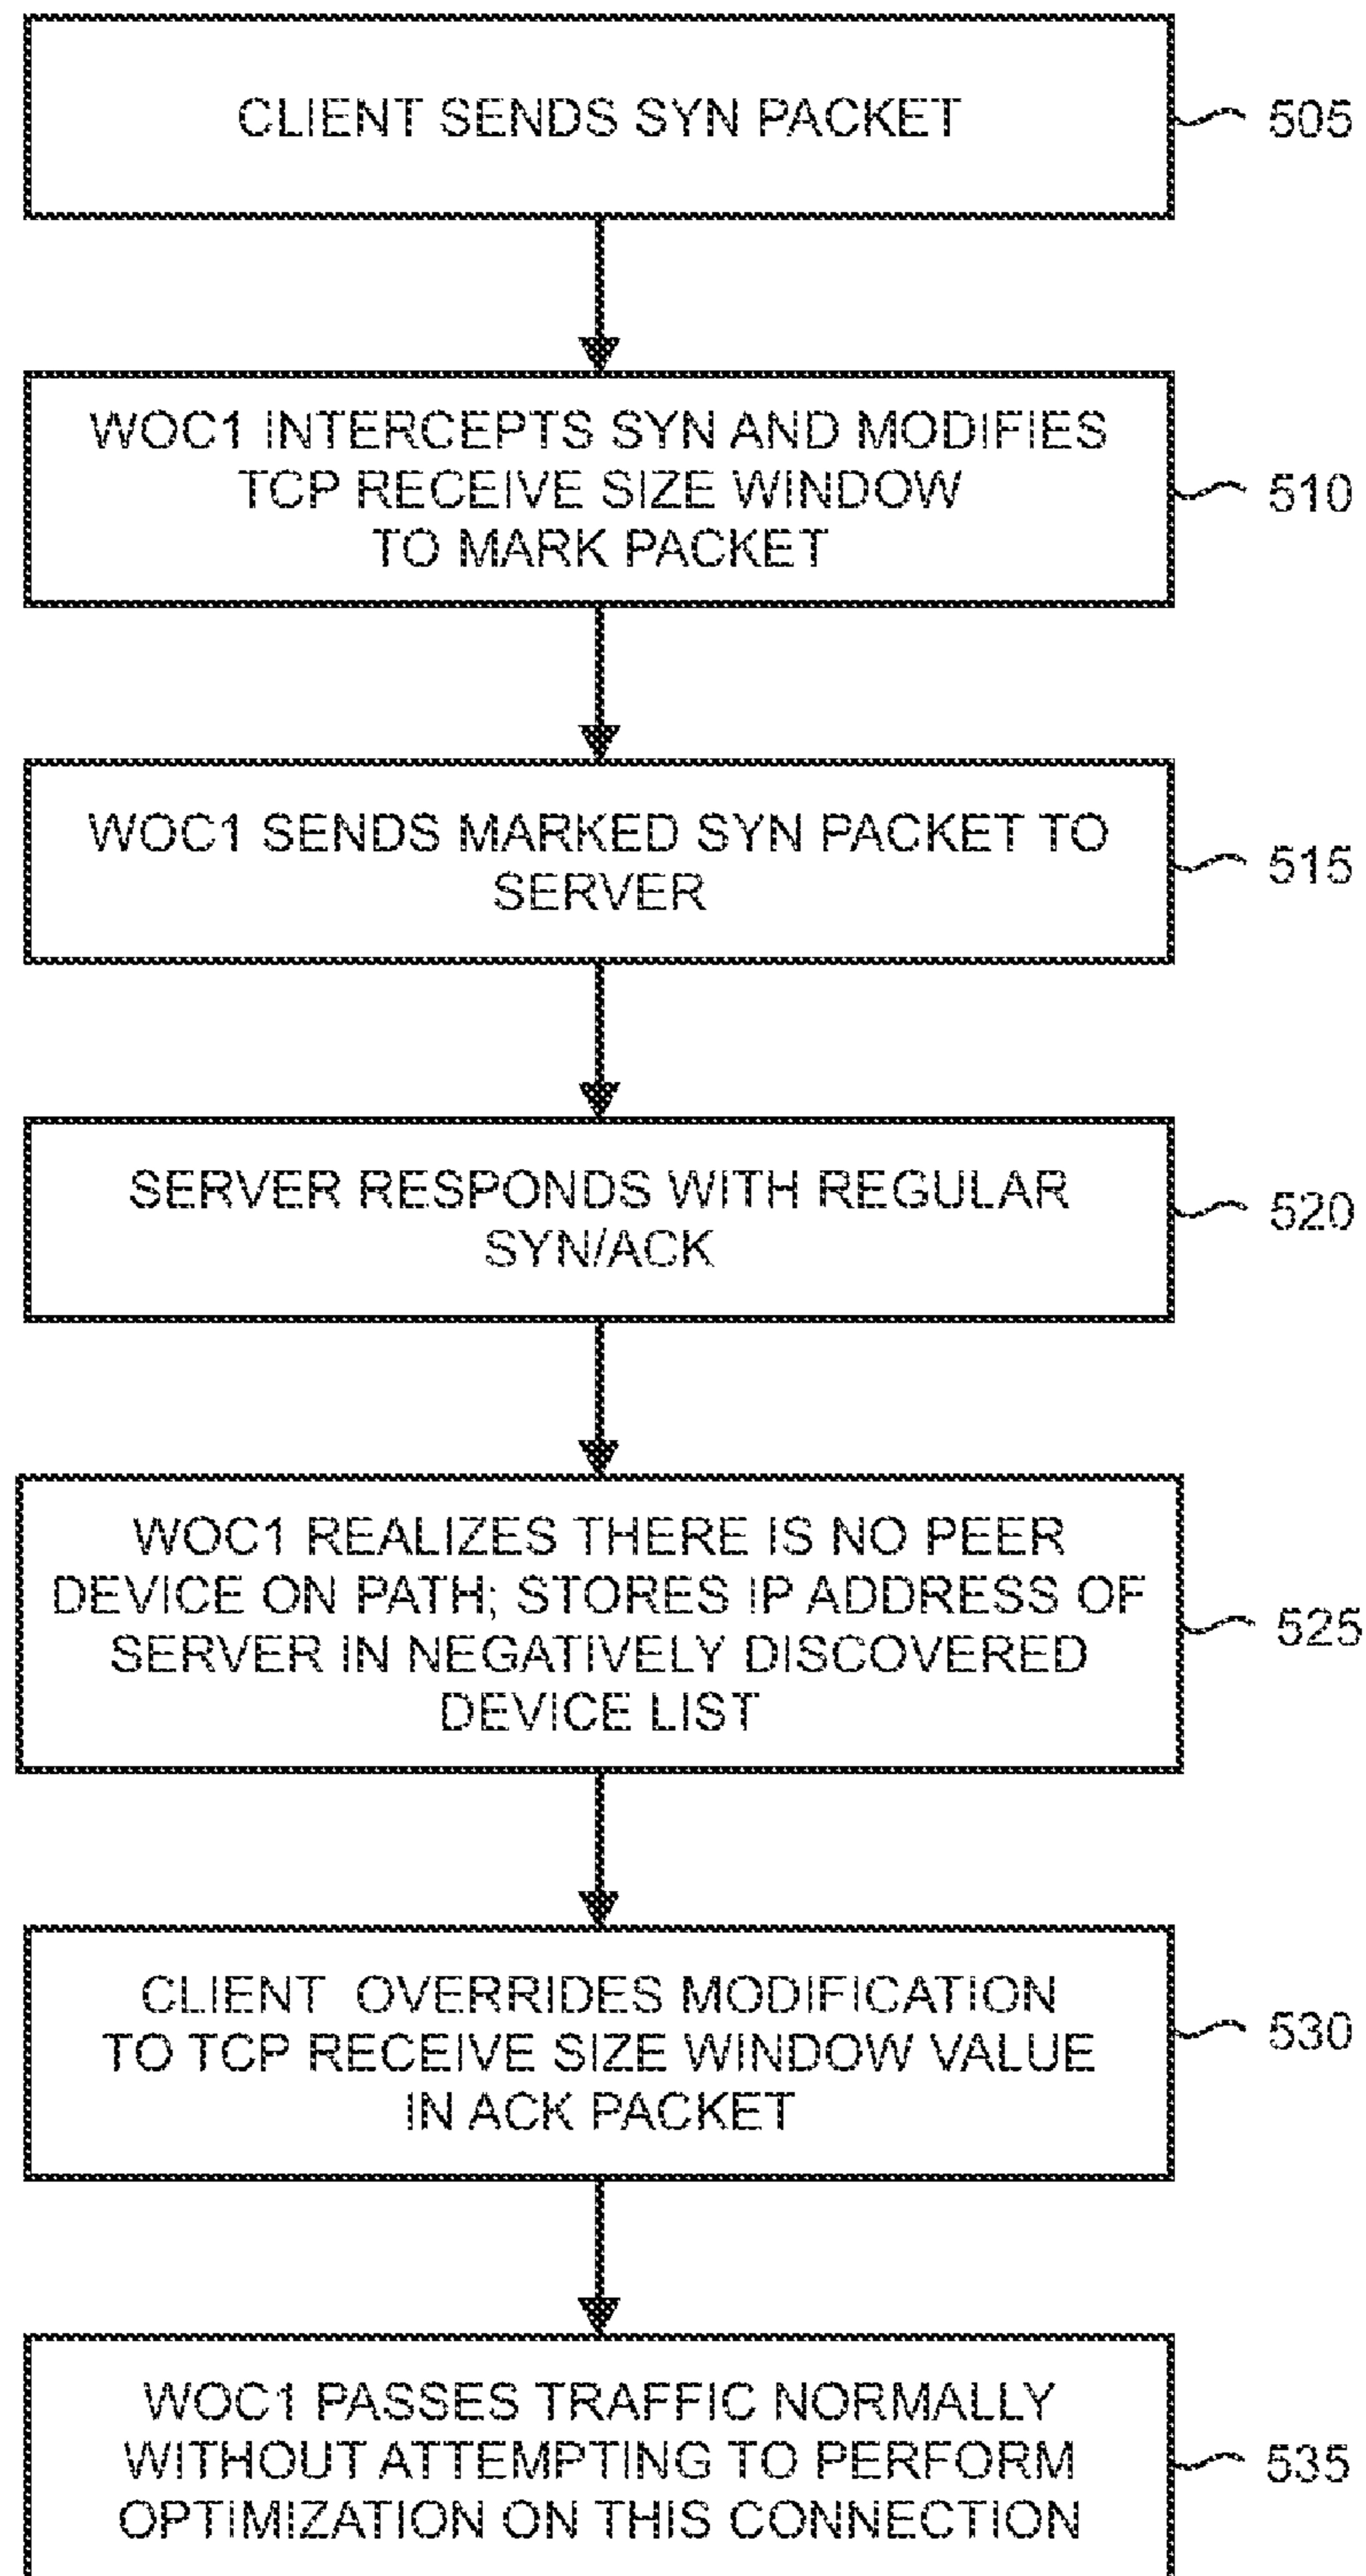 CLIENT SENDS SYN PACKET
505
WOC1 INTERCEPTS SYN AND MODIFIES
TCP RECEIVE SIZE WINDOW
TO MARK PACKET
510
WOC1 SENDS MARKED SYN PACKET TO
SERVER
515
SERVER RESPONDS WITH REGULAR
SYN/ACK
520
WOC1 REALIZES THERE IS NO PEER
DEVICE ON PATH; STORES IP ADDRESS OF
SERVER IN NEGATIVELY DISCOVERED
DEVICE LIST
525
CLIENT OVERRIDES MODIFICATION
TO TCP RECEIVE SIZE WINDOW VALUE
IN ACK PACKET
530
WOC1 PASSES TRAFFIC NORMALLY
WITHOUT ATTEMPTING TO PERFORM
OPTIMIZATION ON THIS CONNECTION
535